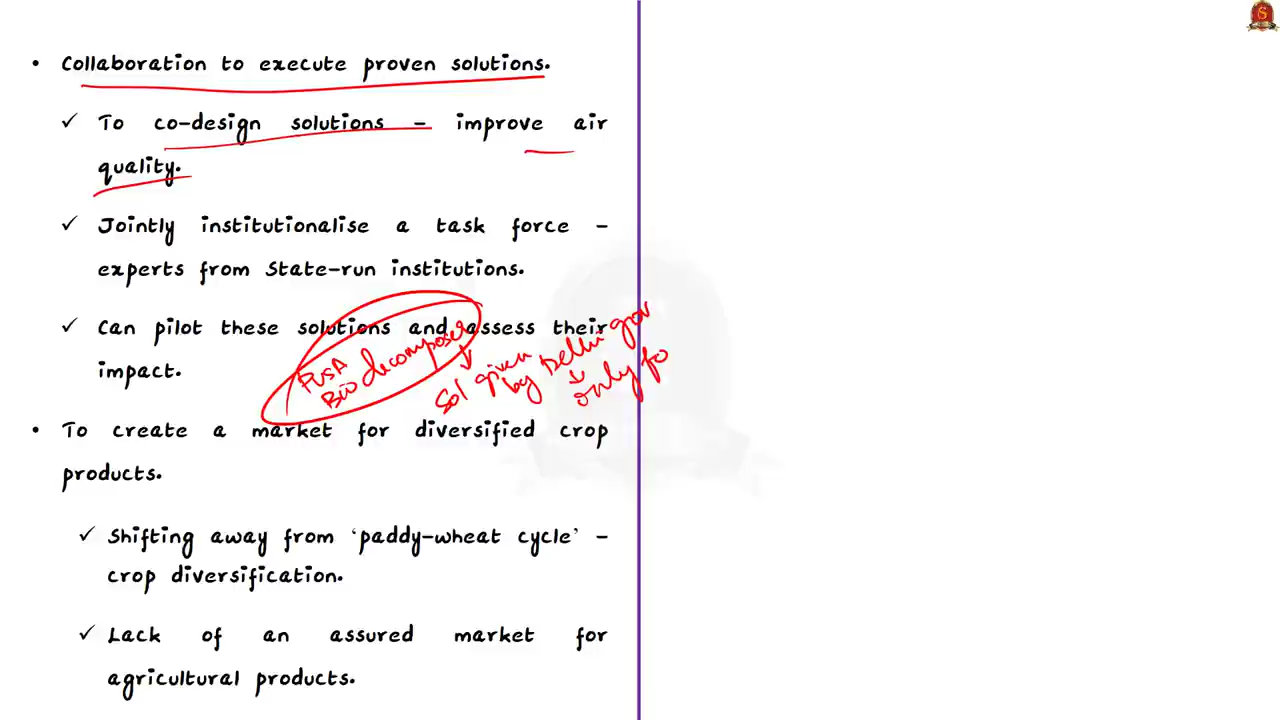 • Collaboration to execute proven solutions.
✓ To co-design solutions - improve air
quality.
✓ Jointly institutionalise a task force -
experts from State-run institutions.
✓ Can pilot these solutions and assess their
impact.
PUSA
Bio decomposer
Sol given
by Delhi gov
only fo
• To create a market for diversified crop
products.
✓ Shifting away from ‘paddy-wheat cycle’ -
crop diversification.
✓ Lack of an assured market for
agricultural products.